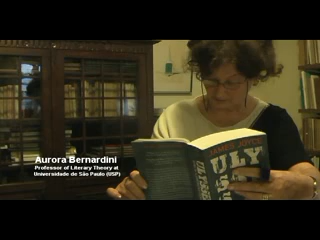 JAMES JOYCE
ULY
Aurora Bernardini
Professor of Literary Theory at
Universidade de São Paulo (USP)